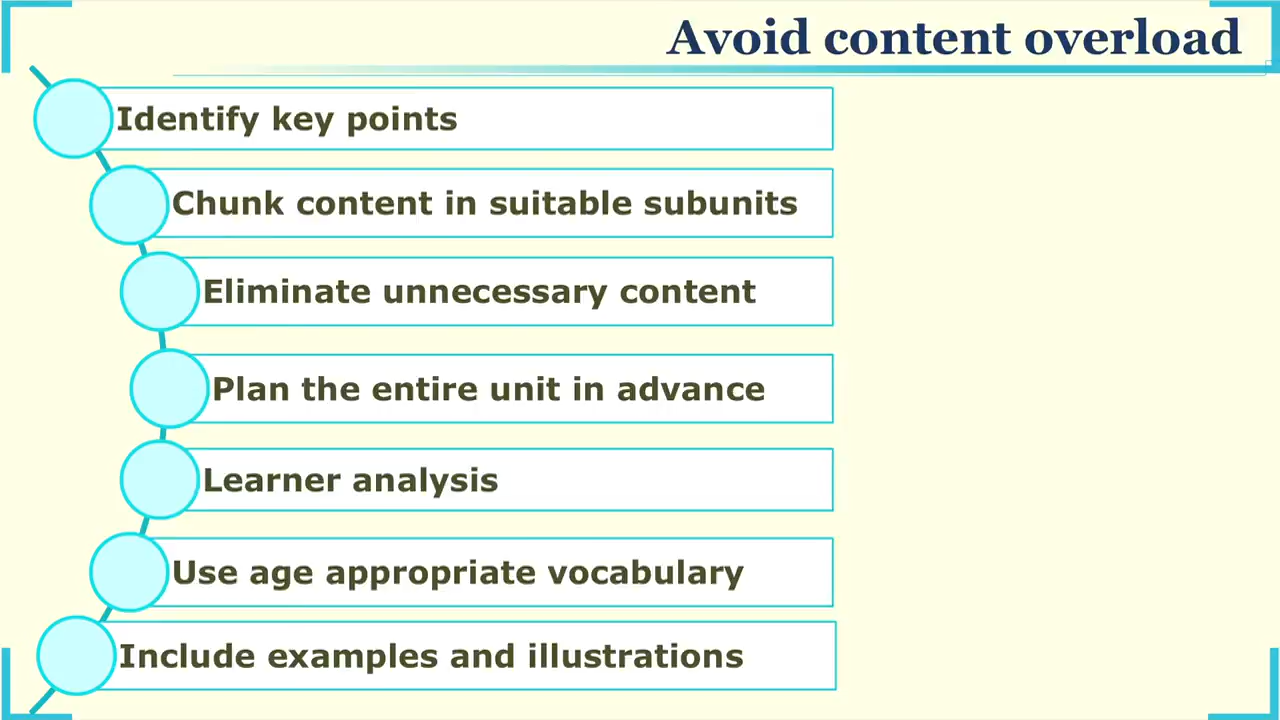 Avoid content overload
Identify key points
Chunk content in suitable subunits
Eliminate unnecessary content
Plan the entire unit in advance
Learner analysis
Use age appropriate vocabulary
Include examples and illustrations